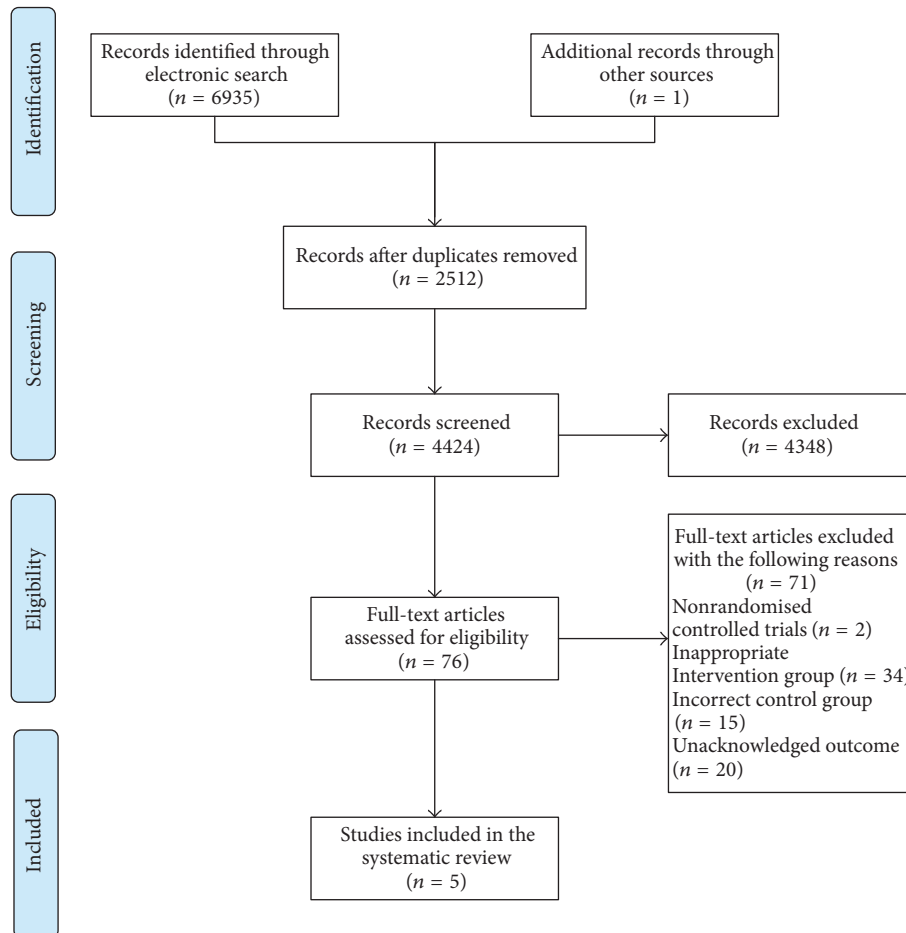 Identification
Records identified through
electronic search
(n = 6935)
Additional records through
other sources
(n = 1)
Screening
Records after duplicates removed
(n = 2512)
Records screened
(n = 4424)
Records excluded
(n = 4348)
Eligibility
Full-text articles
assessed for eligibility
(n = 76)
Full-text articles excluded
with the following reasons
(n = 71)
Nonrandomised
controlled trials (n = 2)
Inappropriate
Intervention group (n = 34)
Incorrect control group
(n = 15)
Unacknowledged outcome
(n = 20)
Included
Studies included in the
systematic review
(n = 5)